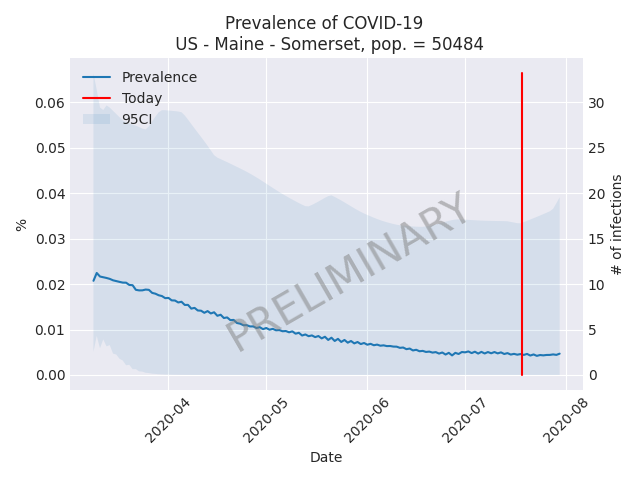 Prevalence of COVID-19
US - Maine - Somerset, pop. = 50484
Prevalence
Today
95CI
0.06
0.05
0.04
0.03
0.02
0.01
0.00
%
30
25
20
15
10
5
0
# of infections
PRELIMINARY
2020-04
2020-05
2020-06
2020-07
2020-08
Date